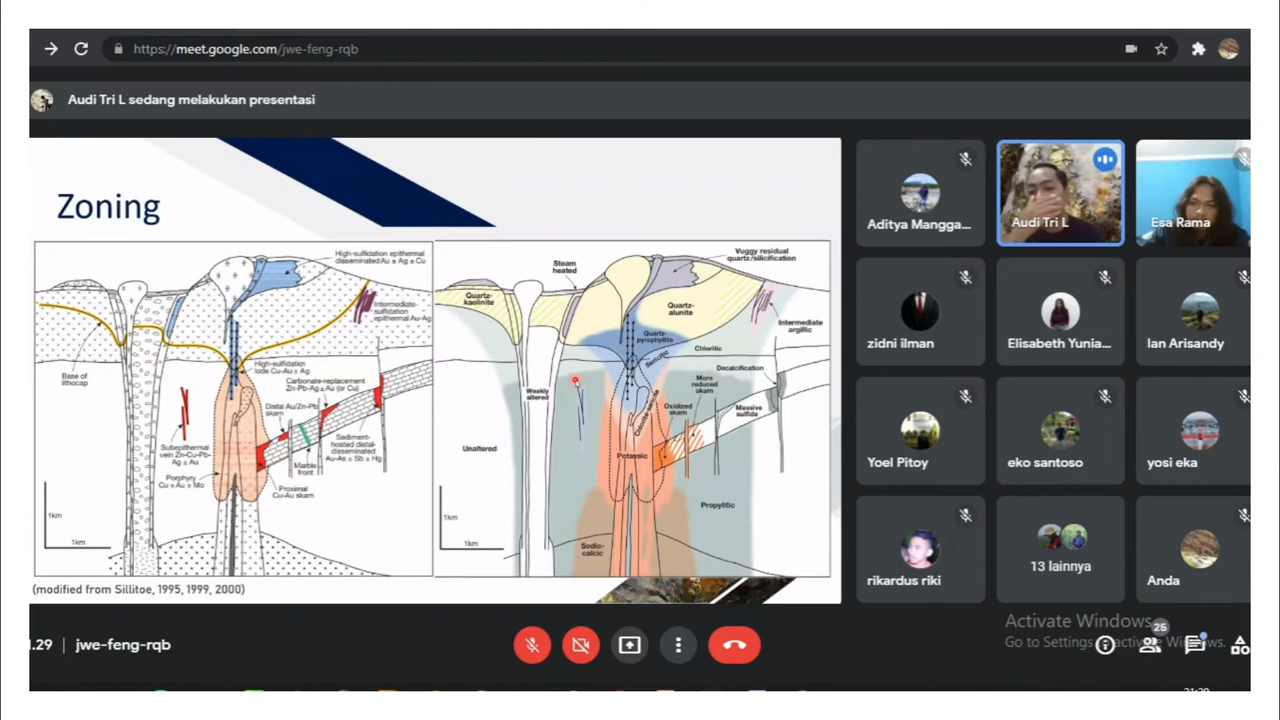 https://meet.google.com/jwe-feng-rqb
Audi Tri L sedang melakukan presentasi
Zoning
High-sulfidation epithermal
disseminated Au ± Ag ± Cu
Intermediate-
sulfidation
epithermal Au-Ag
Base of
lithocap
High-sulfidation
lode Cu-Au ± Ag
Carbonate-replacement
Zn-Pb-Ag ± Au (or Cu)
Distal Au/Zn-Pb
skarn
Subepithermal
vein Zn-Cu-Pb-
Ag ± Au
Sediment-
hosted distal-
disseminated
Au-As ± Sb ± Hg
Marble
front
Porphyry
Cu ± Au ± Mo
Proximal
Cu-Au skarn
1km
1km
(modified from Sillitoe, 1995, 1999, 2000)
Steam
heated
Vuggy residual
quartz/silicification
Quartz-
kaolinite
Quartz-
alunite
Intermediate
argillic
Quartz-
pyrophyllite
Chloritic
Sericitic
Decalcification
More
reduced
skarn
Weakly
altered
Oxidized
skarn
Massive
sulfide
Unaltered
Potassic
Propylitic
Sodic-
calcic
1km
1km
Aditya Mangga...
Audi Tri L
Esa Rama
zidni ilman
Elisabeth Yunia...
Ian Arisandy
Yoel Pitoy
eko santoso
yosi eka
rikardus riki
13 lainnya
Anda
Activate Windows
Go to Settings
25
.29 | jwe-feng-rqb